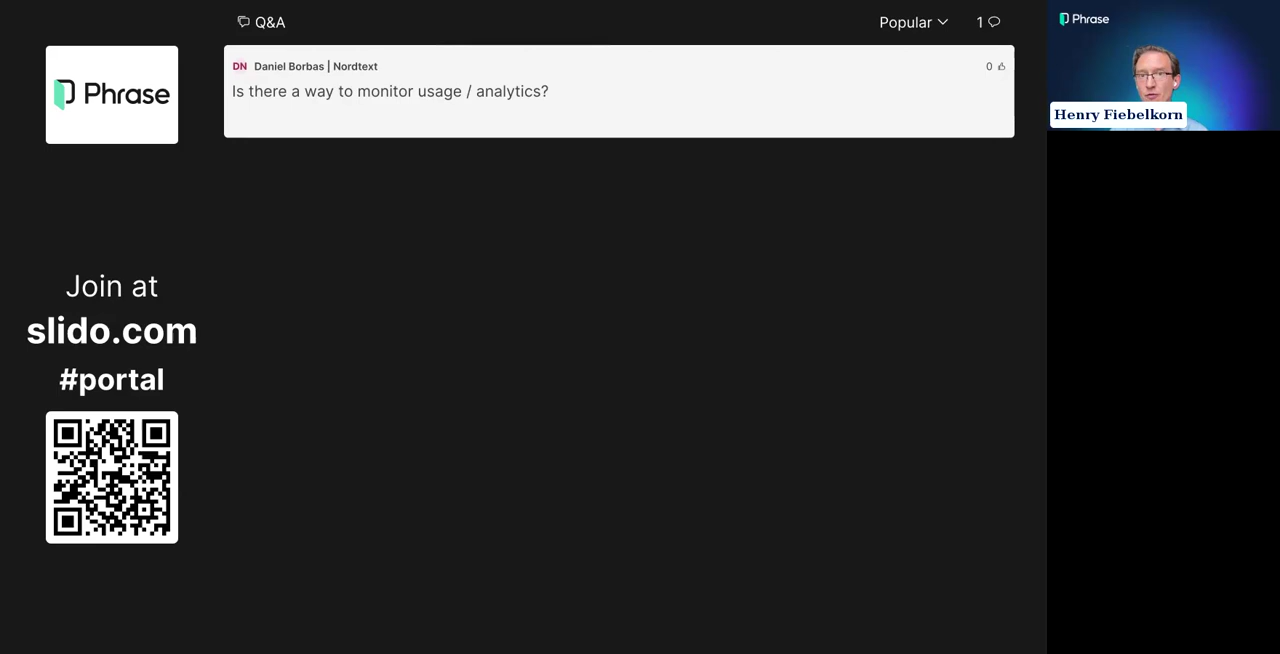 Q&A
Popular
1
Phrase
DN Daniel Borbas | Nordtext
0
Is there a way to monitor usage / analytics?
Phrase
Henry Fiebelkorn
Join at
slido.com
#portal